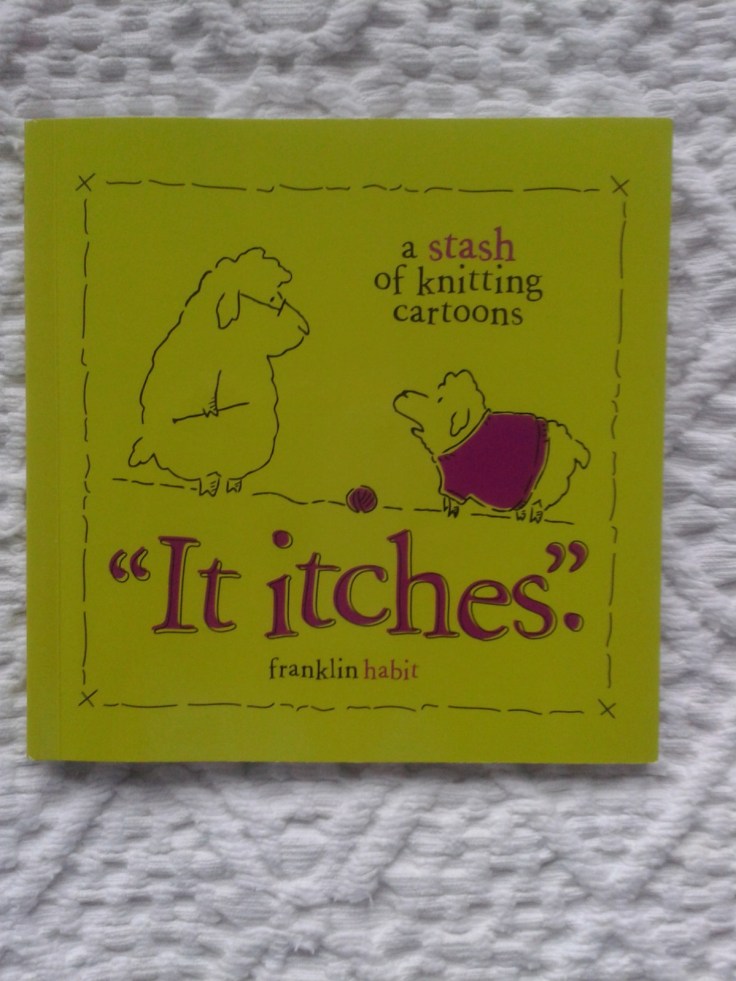 a stash
of knitting
cartoons
“It itches.”
franklin habit